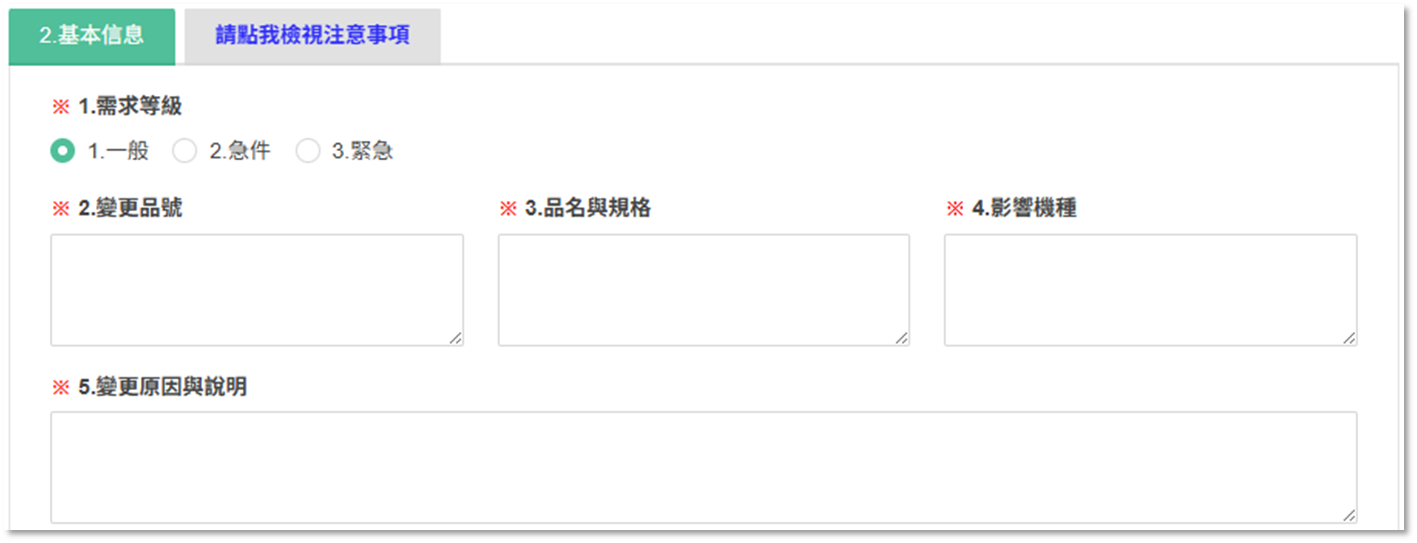 2.基本信息 請點我檢視注意事項
※ 1.需求等級
1.一般 2.急件 3.緊急
※ 2.變更品號 ※ 3.品名與規格 ※ 4.影響機種
※ 5.變更原因與說明